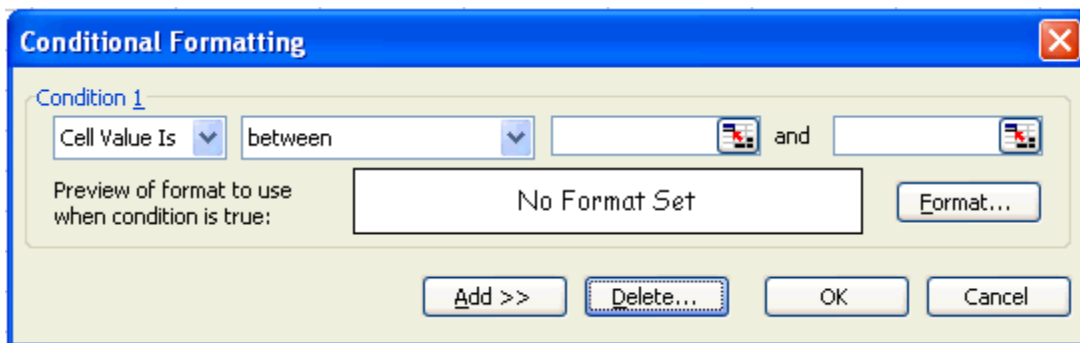 Conditional Formatting
Condition 1
Cell Value Is between and
Preview of format to use
when condition is true:
No Format Set
Format...
Add >> Delete... OK Cancel